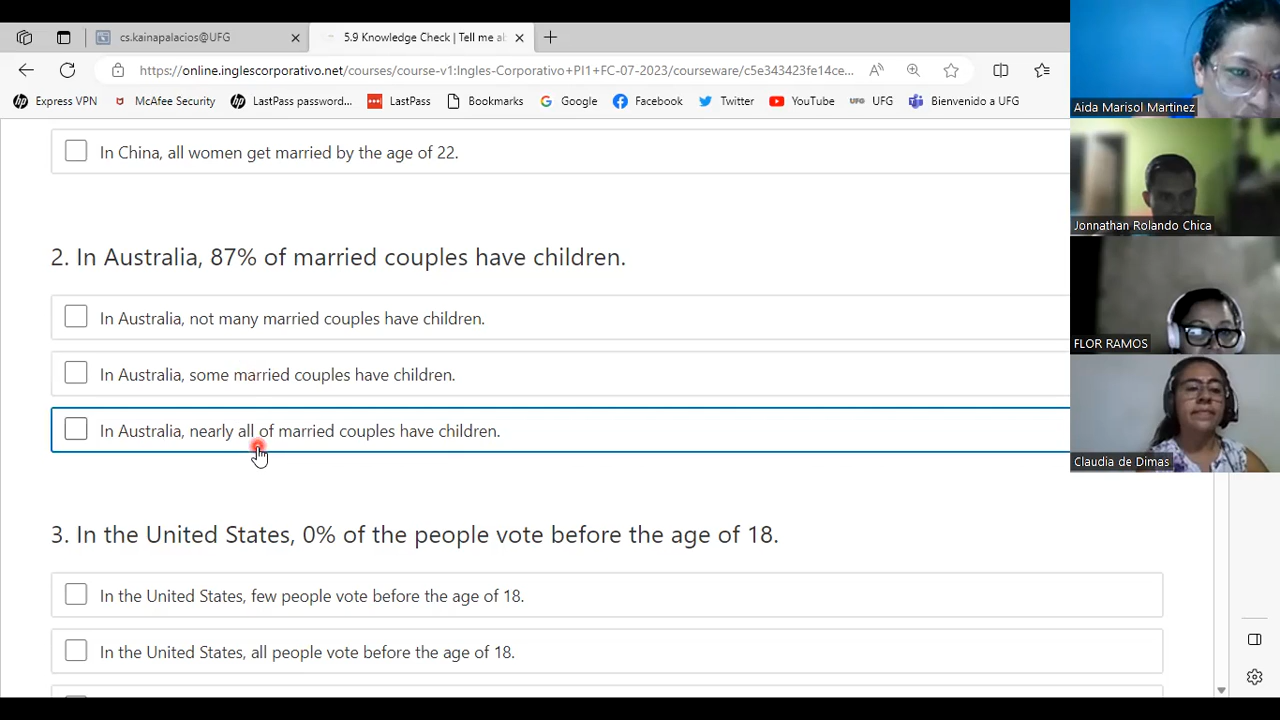 cs.kainapalacios@UFG
5.9 Knowledge Check | Tell me ab
https://online.inglescorporativo.net/courses/course-v1:Ingles-Corporativo+PI1+FC-07-2023/courseware/c5e343423fe14ce...
Express VPN
McAfee Security
LastPass password...
LastPass
Bookmarks
Google
Facebook
Twitter
YouTube
UFG UFG
Bienvenido a UFG
In China, all women get married by the age of 22.
2. In Australia, 87% of married couples have children.
In Australia, not many married couples have children.
In Australia, some married couples have children.
In Australia, nearly all of married couples have children.
3. In the United States, 0% of the people vote before the age of 18.
In the United States, few people vote before the age of 18.
In the United States, all people vote before the age of 18.
Aida Marisol Martinez
Jonnathan Rolando Chica
FLOR RAMOS
Claudia de Dimas